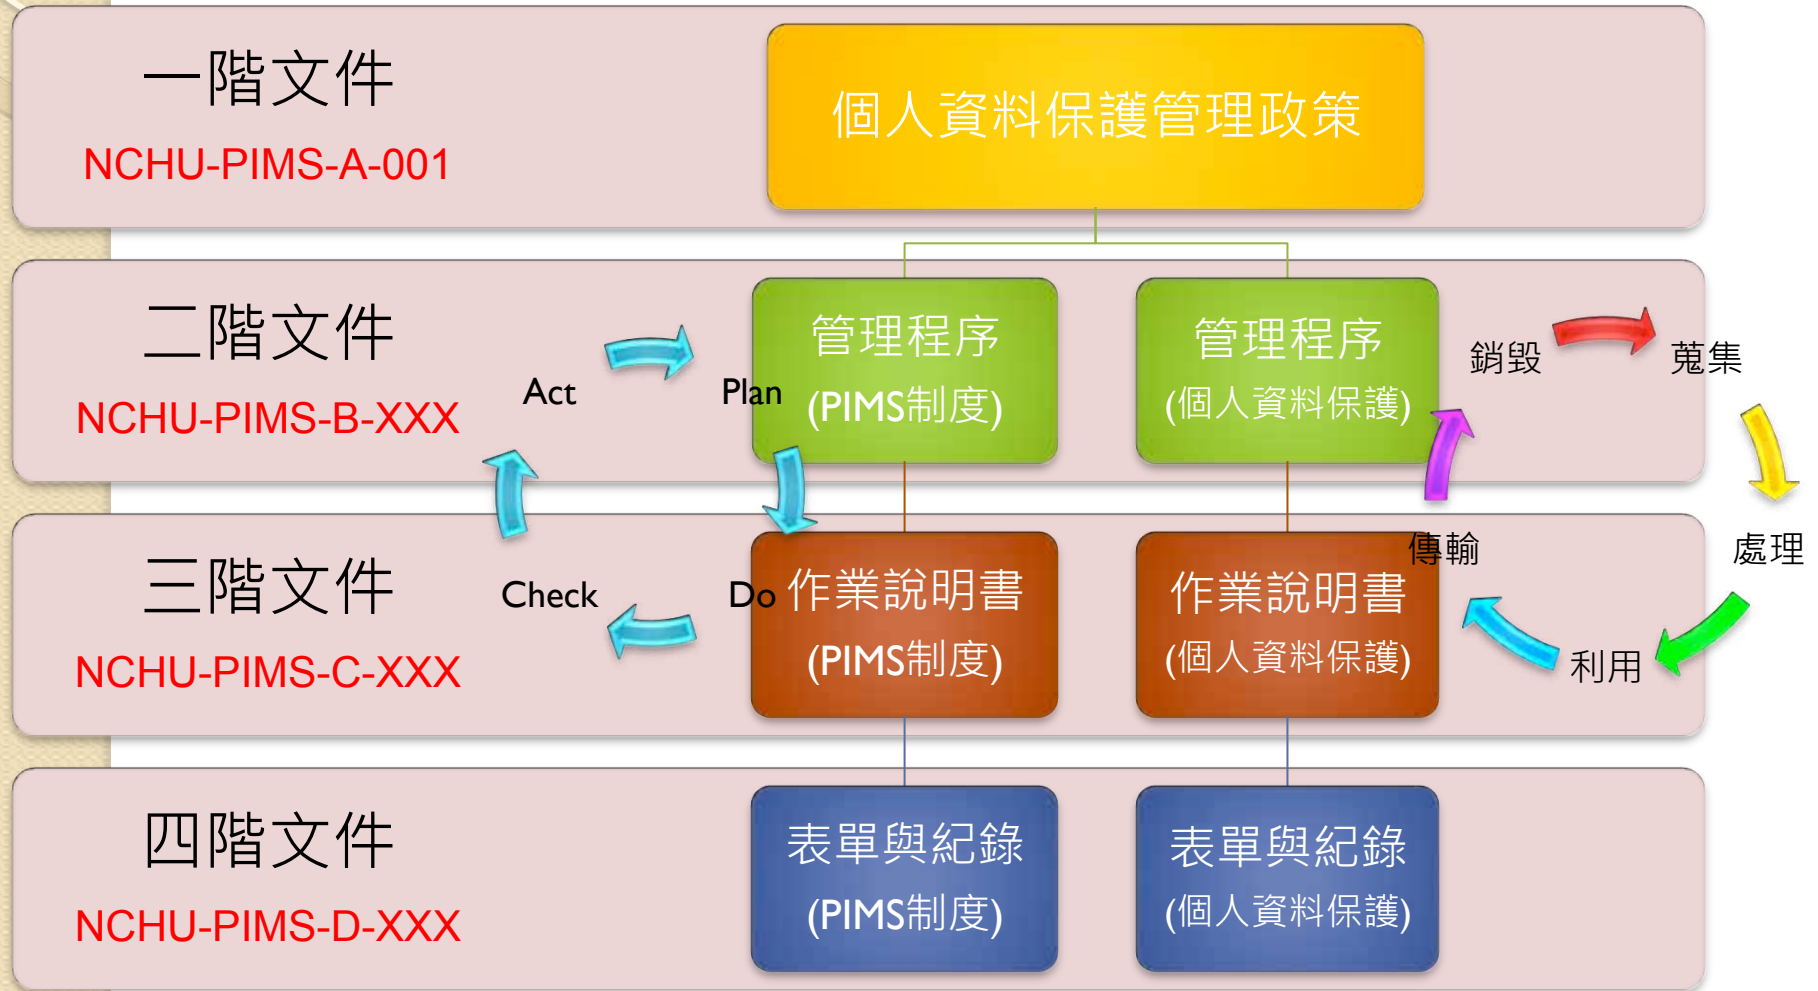 一階文件
NCHU-PIMS-A-001
個人資料保護管理政策
二階文件
NCHU-PIMS-B-XXX
Act
Plan
管理程序
(PIMS制度)
管理程序
(個人資料保護)
銷毀
蒐集
三階文件
NCHU-PIMS-C-XXX
Check
Do
作業說明書
(PIMS制度)
作業說明書
(個人資料保護)
傳輸
處理
利用
四階文件
NCHU-PIMS-D-XXX
表單與紀錄
(PIMS制度)
表單與紀錄
(個人資料保護)